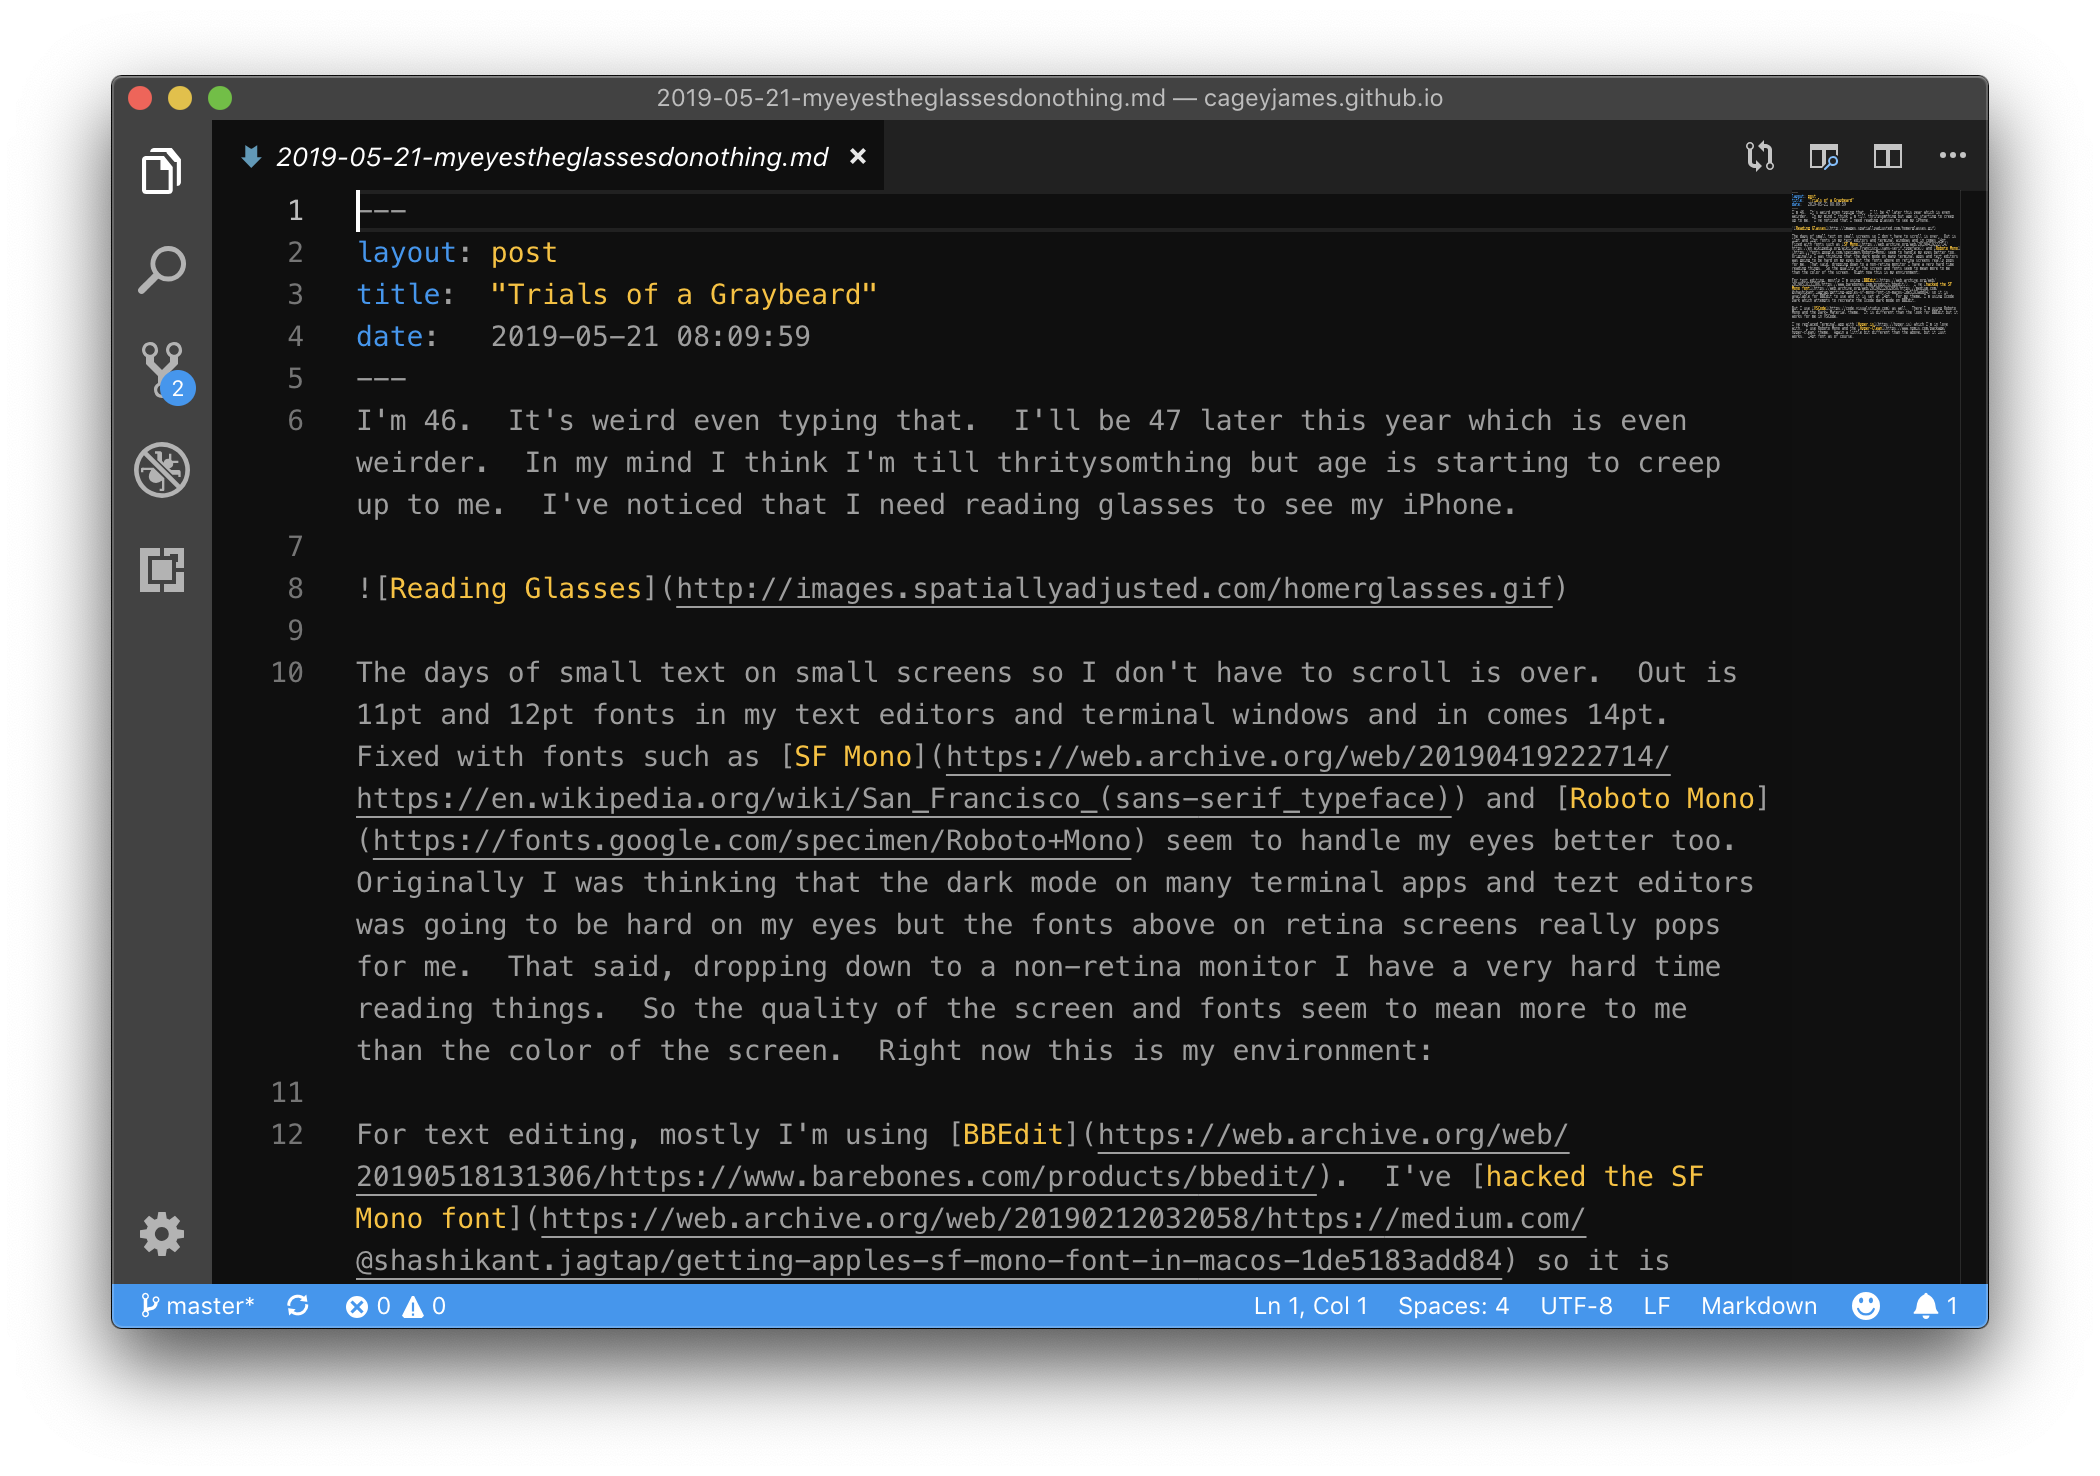 2019-05-21-myeyestheglassesdonothing.md — cageyjames.github.io
2019-05-21-myeyestheglassesdonothing.md ×
1 ---
2 layout: post
3 title:  "Trials of a Graybeard"
4 date:   2019-05-21 08:09:59
5 ---
6 I'm 46.  It's weird even typing that.  I'll be 47 later this year which is even
weirder.  In my mind I think I'm till thritysomthing but age is starting to creep
up to me.  I've noticed that I need reading glasses to see my iPhone.
7
8 ![Reading Glasses](http://images.spatiallyadjusted.com/homerglasses.gif)
9
10 The days of small text on small screens so I don't have to scroll is over.  Out is
11pt and 12pt fonts in my text editors and terminal windows and in comes 14pt.
Fixed with fonts such as [SF Mono](https://web.archive.org/web/20190419222714/
https://en.wikipedia.org/wiki/San_Francisco_(sans-serif_typeface)) and [Roboto Mono]
(https://fonts.google.com/specimen/Roboto+Mono) seem to handle my eyes better too.
Originally I was thinking that the dark mode on many terminal apps and tezt editors
was going to be hard on my eyes but the fonts above on retina screens really pops
for me.  That said, dropping down to a non-retina monitor I have a very hard time
reading things.  So the quality of the screen and fonts seem to mean more to me
than the color of the screen.  Right now this is my environment:
11
12 For text editing, mostly I'm using [BBEdit](https://web.archive.org/web/
20190518131306/https://www.barebones.com/products/bbedit/).  I've [hacked the SF
Mono font](https://web.archive.org/web/20190212032058/https://medium.com/
@shashikant.jagtap/getting-apples-sf-mono-font-in-macos-1de5183add84) so it is
2
master* 0 0 Ln 1, Col 1 Spaces: 4 UTF-8 LF Markdown 1